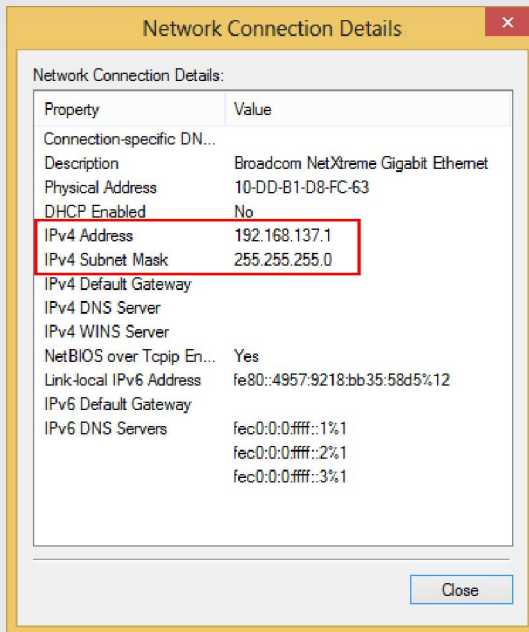 Network Connection Details
Network Connection Details:
Property Value
Connection-specific DN...
Description Broadcom NetXtreme Gigabit Ethernet
Physical Address 10-DD-B1-D8-FC-63
DHCP Enabled No
IPv4 Address 192.168.137.1
IPv4 Subnet Mask 255.255.255.0
IPv4 Default Gateway
IPv4 DNS Server
IPv4 WINS Server
NetBIOS over Tcpip En... Yes
Link-local IPv6 Address fe80::4957:9218:bb35:58d5%12
IPv6 Default Gateway
IPv6 DNS Servers fec0:0:0:ffff::1%1
fec0:0:0:ffff::2%1
fec0:0:0:ffff::3%1
Close